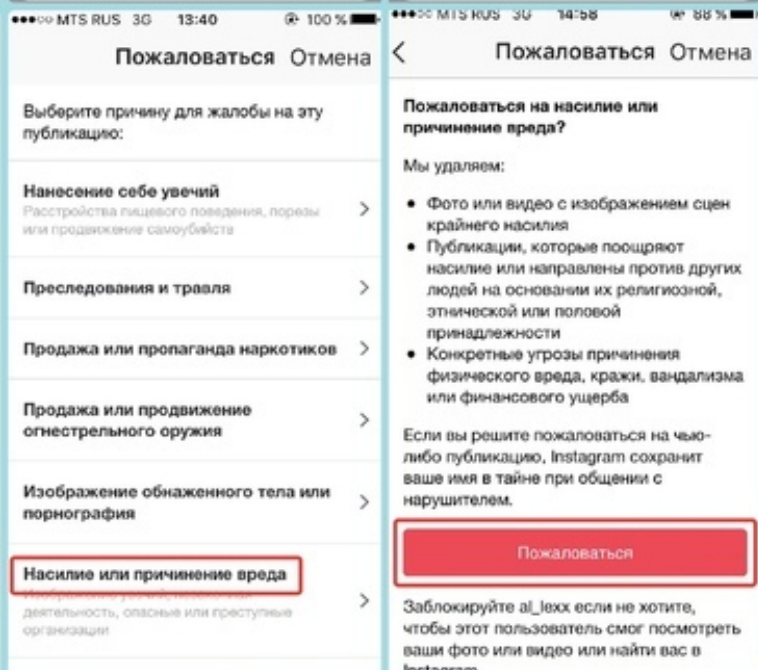 MTS RUS 3G 13:40 100 %
Пожаловаться Отмена
Выберите причину для жалобы на эту
публикацию:
Нанесение себе увечий
Расстройства пищевого поведения, порезы
или продвижение самоубийств
Преследования и травля
Продажа или пропаганда наркотиков
Продажа или продвижение
огнестрельного оружия
Изображение обнаженного тела или
порнография
Насилие или причинение вреда
деятельность, опасные или преступные
организации
MTS RUS 3G 14:58 88 %
Пожаловаться Отмена
Пожаловаться на насилие или
причинение вреда?
Мы удаляем:
• Фото или видео с изображением сцен
крайнего насилия
• Публикации, которые поощряют
насилие или направлены против других
людей на основании их религиозной,
этнической или половой
принадлежности
• Конкретные угрозы причинения
физического вреда, кражи, вандализма
или финансового ущерба
Если вы решите пожаловаться на чью-
либо публикацию, Instagram сохранит
ваше имя в тайне при общении с
нарушителем.
Пожаловаться
Заблокируйте al_lexx если не хотите,
чтобы этот пользователь смог посмотреть
ваши фото или видео или найти вас в
Instagram